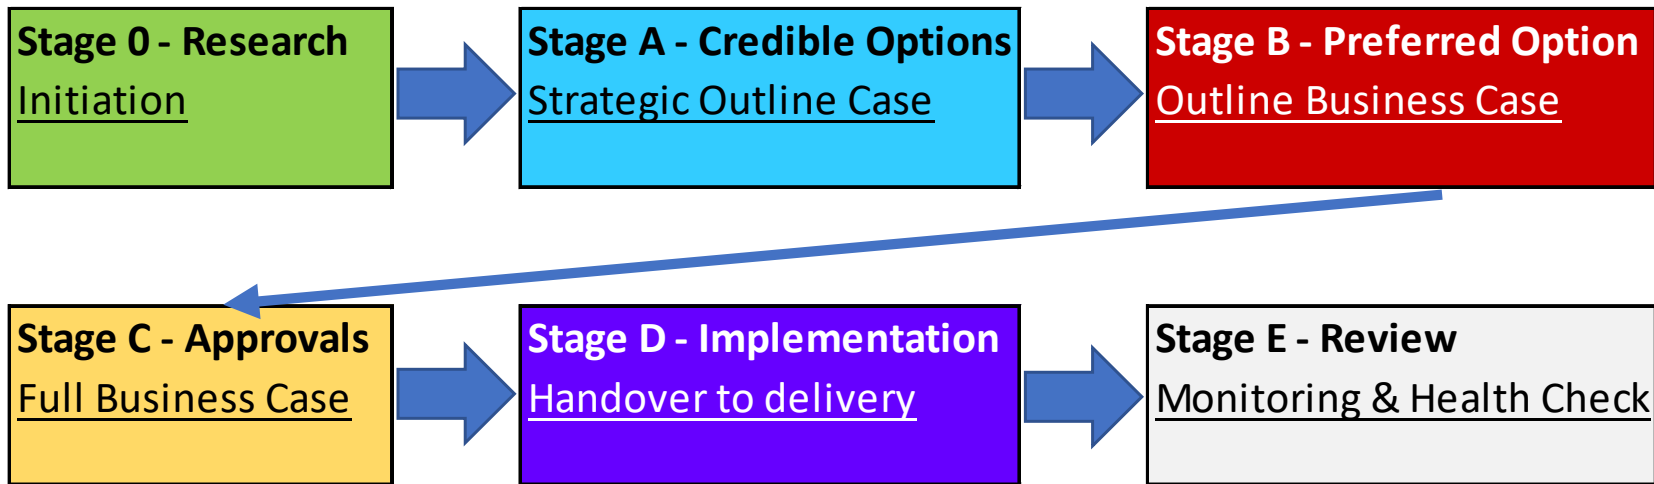 Stage 0 - Research
Initiation
Stage A - Credible Options
Strategic Outline Case
Stage B - Preferred Option
Outline Business Case
Stage C - Approvals
Full Business Case
Stage D - Implementation
Handover to delivery
Stage E - Review
Monitoring & Health Check